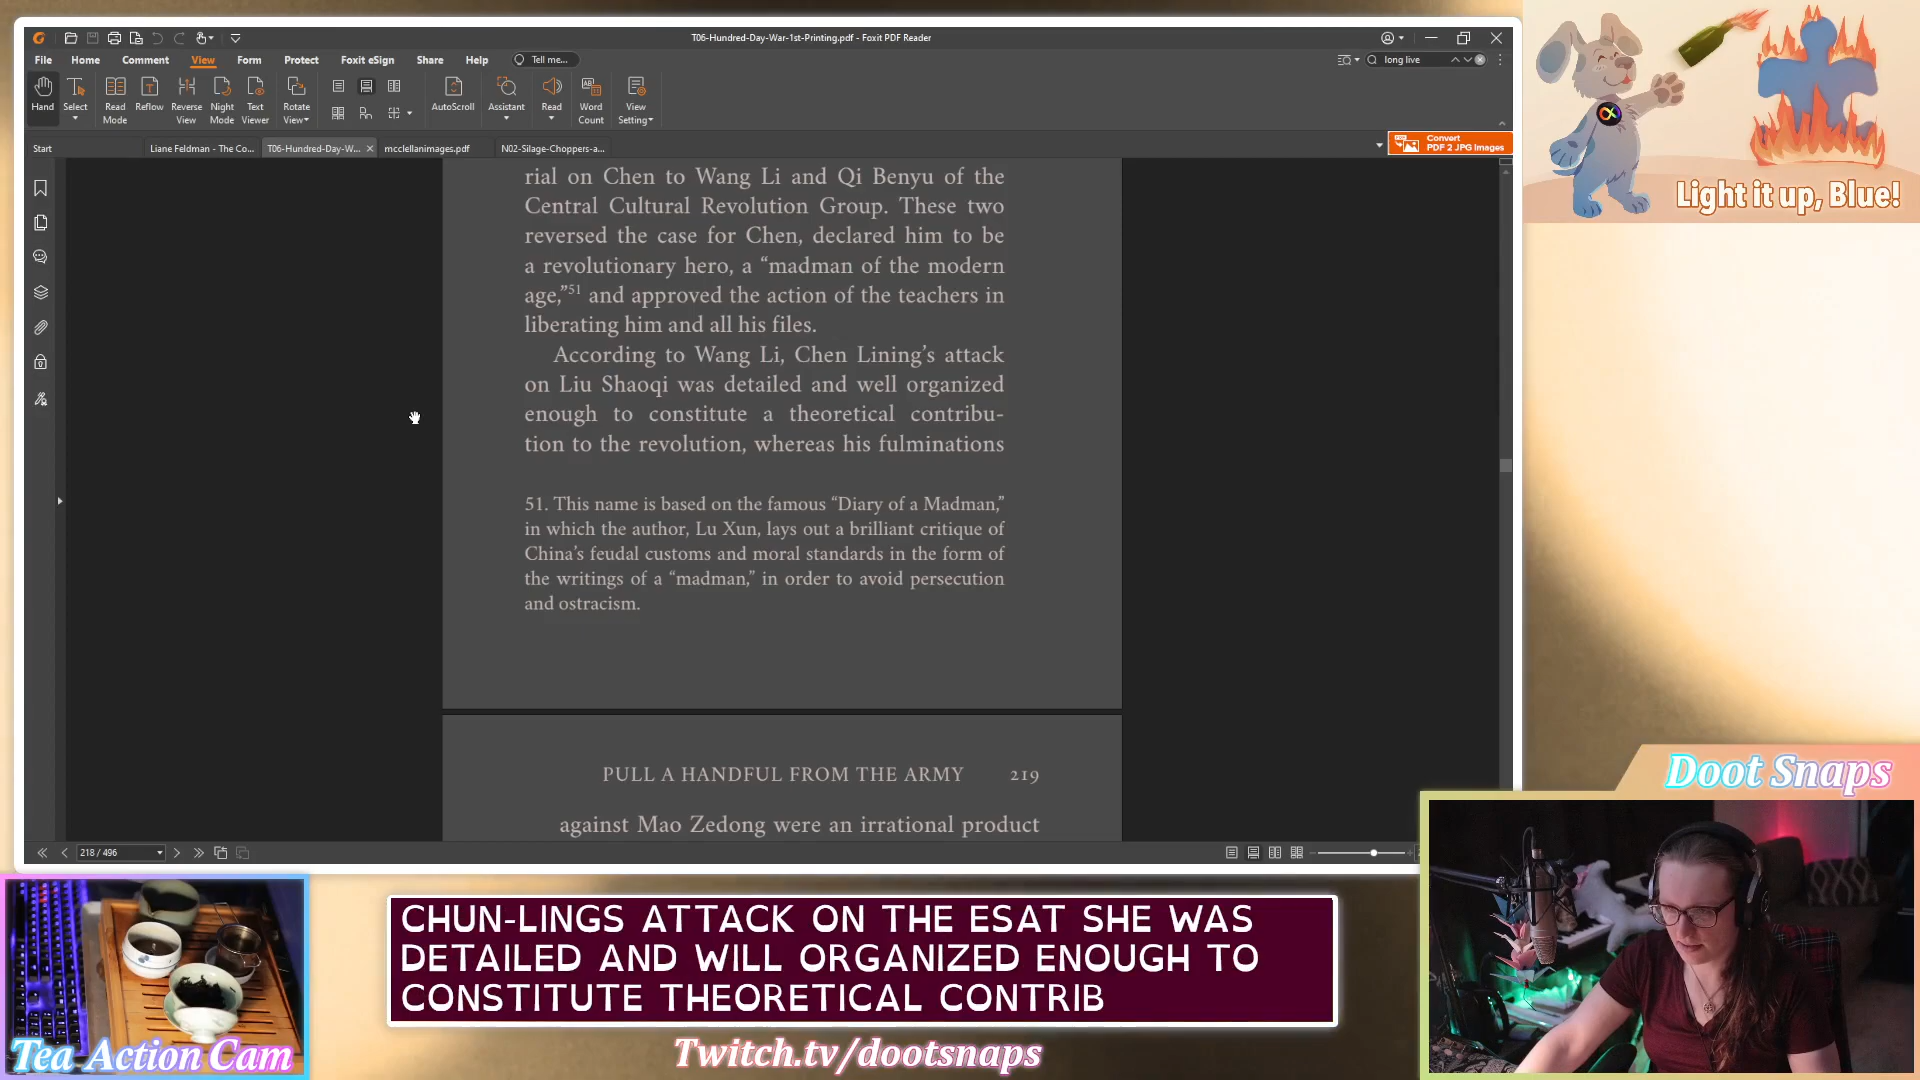 T06-Hundred-Day-War-1st-Printing.pdf - Foxit PDF Reader
File Home Comment View Form Protect Foxit eSign Share Help Tell me... long live
Hand Select Read Mode Reflow Reverse View Night Mode Text Viewer Rotate View AutoScroll Assistant Read Word Count View Setting
Start Liane Feldman - The Co... T06-Hundred-Day-W... mcclellanimages.pdf N02-Silage-Choppers-a...
Convert
PDF 2 JPG Images
rial on Chen to Wang Li and Qi Benyu of the
Central Cultural Revolution Group. These two
reversed the case for Chen, declared him to be
a revolutionary hero, a “madman of the modern
age,”51 and approved the action of the teachers in
liberating him and all his files.
According to Wang Li, Chen Lining’s attack
on Liu Shaoqi was detailed and well organized
enough to constitute a theoretical contribu-
tion to the revolution, whereas his fulminations
51. This name is based on the famous “Diary of a Madman,”
in which the author, Lu Xun, lays out a brilliant critique of
China’s feudal customs and moral standards in the form of
the writings of a “madman,” in order to avoid persecution
and ostracism.
PULL A HANDFUL FROM THE ARMY 219
against Mao Zedong were an irrational product
218 / 496
Light it up, Blue!
Doot Snaps
CHUN-LINGS ATTACK ON THE ESAT SHE WAS
DETAILED AND WILL ORGANIZED ENOUGH TO
CONSTITUTE THEORETICAL CONTRIB
Tea Action Cam
Twitch.tv/dootsnaps